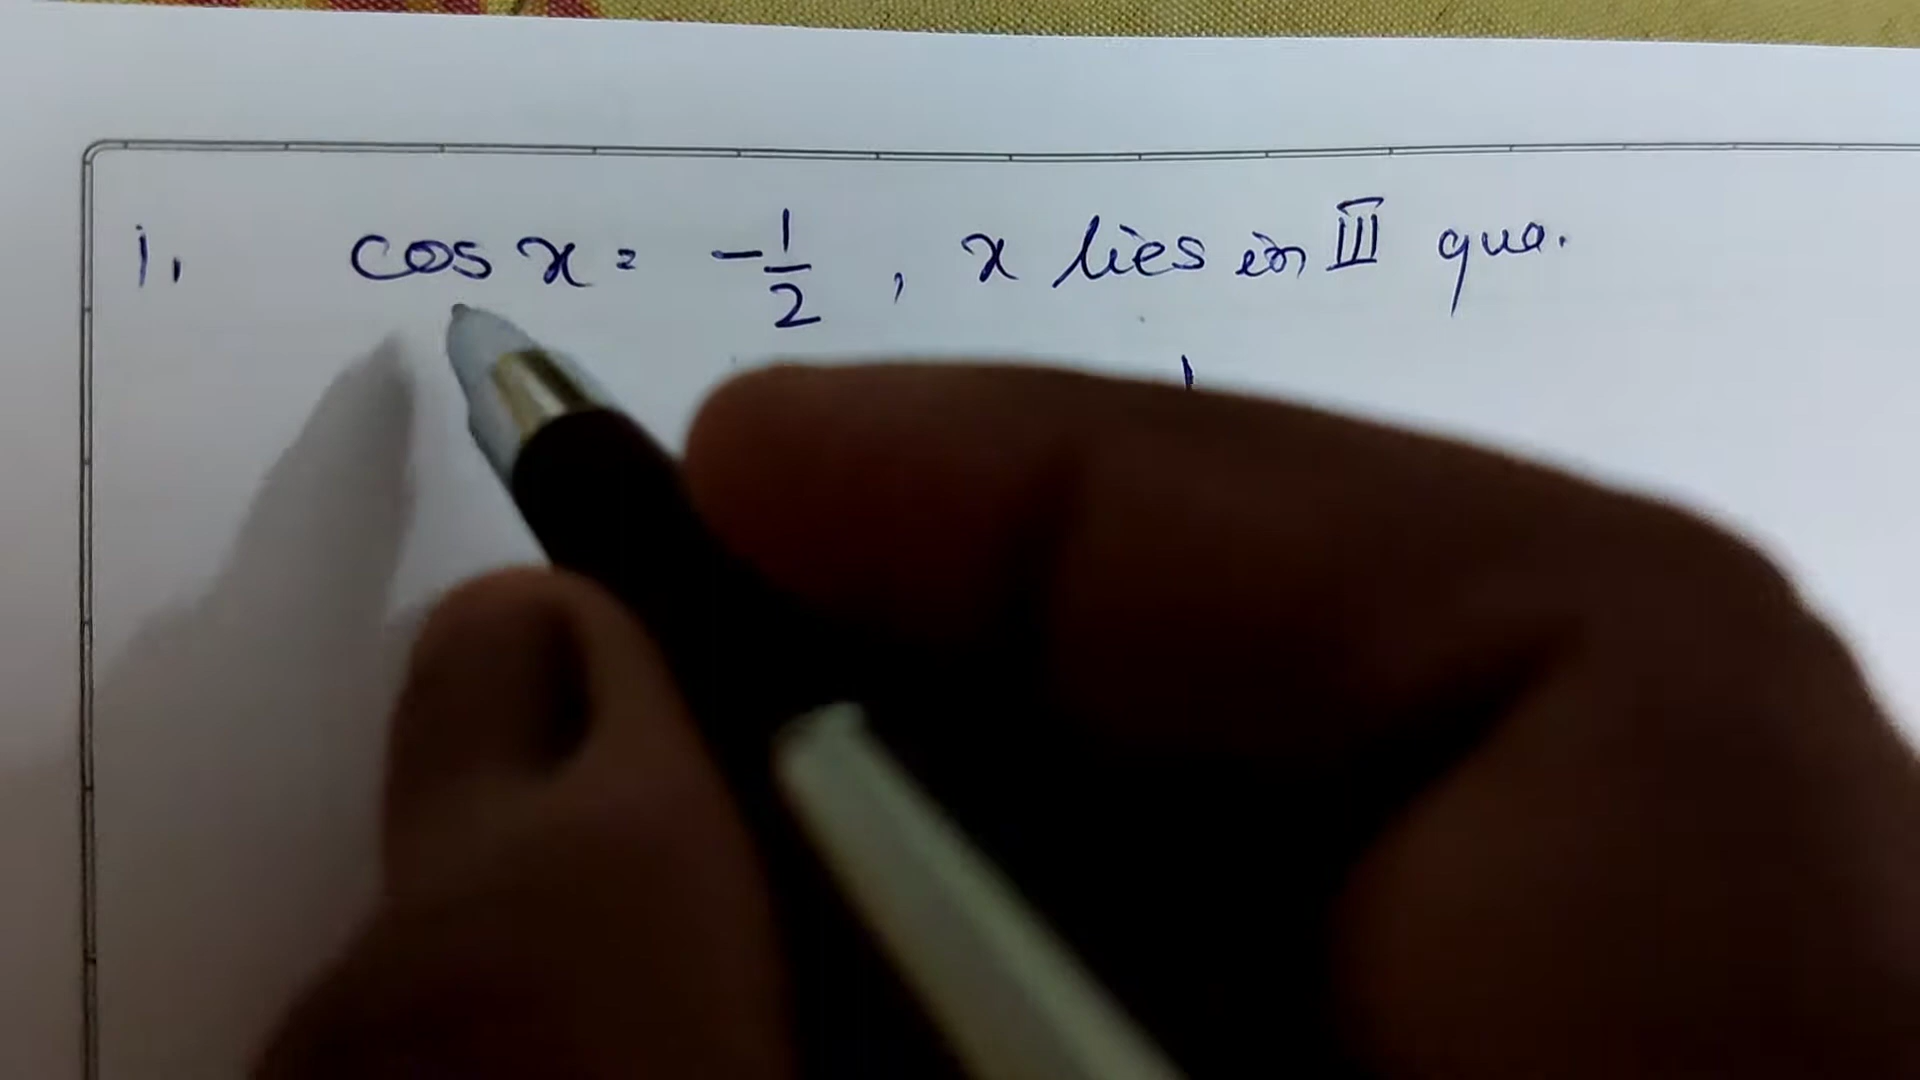 1. cos x = -1/2 , x lies in III qua.